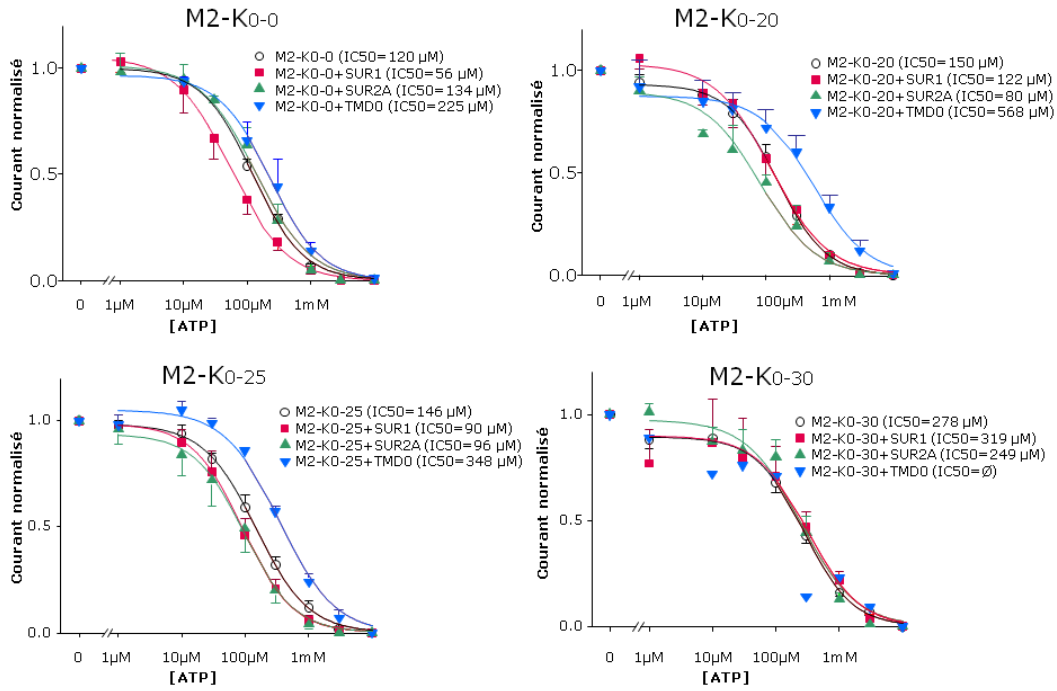 M2-K0-0
M2-K0-0 (IC50=120 µM)
M2-K0-0+SUR1 (IC50=56 µM)
M2-K0-0+SUR2A (IC50=134 µM)
M2-K0-0+TMD0 (IC50=225 µM)
Courant normalisé
1.0
0.5
0.0
0 1µM 10µM 100µM 1mM
[ATP]
M2-K0-20
M2-K0-20 (IC50=150 µM)
M2-K0-20+SUR1 (IC50=122 µM)
M2-K0-20+SUR2A (IC50=80 µM)
M2-K0-20+TMD0 (IC50=568 µM)
Courant normalisé
1.0
0.5
0.0
0 1µM 10µM 100µM 1mM
[ATP]
M2-K0-25
M2-K0-25 (IC50=146 µM)
M2-K0-25+SUR1 (IC50=90 µM)
M2-K0-25+SUR2A (IC50=96 µM)
M2-K0-25+TMD0 (IC50=348 µM)
Courant normalisé
1.0
0.5
0.0
0 1µM 10µM 100µM 1mM
[ATP]
M2-K0-30
M2-K0-30 (IC50=278 µM)
M2-K0-30+SUR1 (IC50=319 µM)
M2-K0-30+SUR2A (IC50=249 µM)
M2-K0-30+TMD0 (IC50=Ø)
Courant normalisé
1.0
0.5
0.0
0 1µM 10µM 100µM 1mM
[ATP]